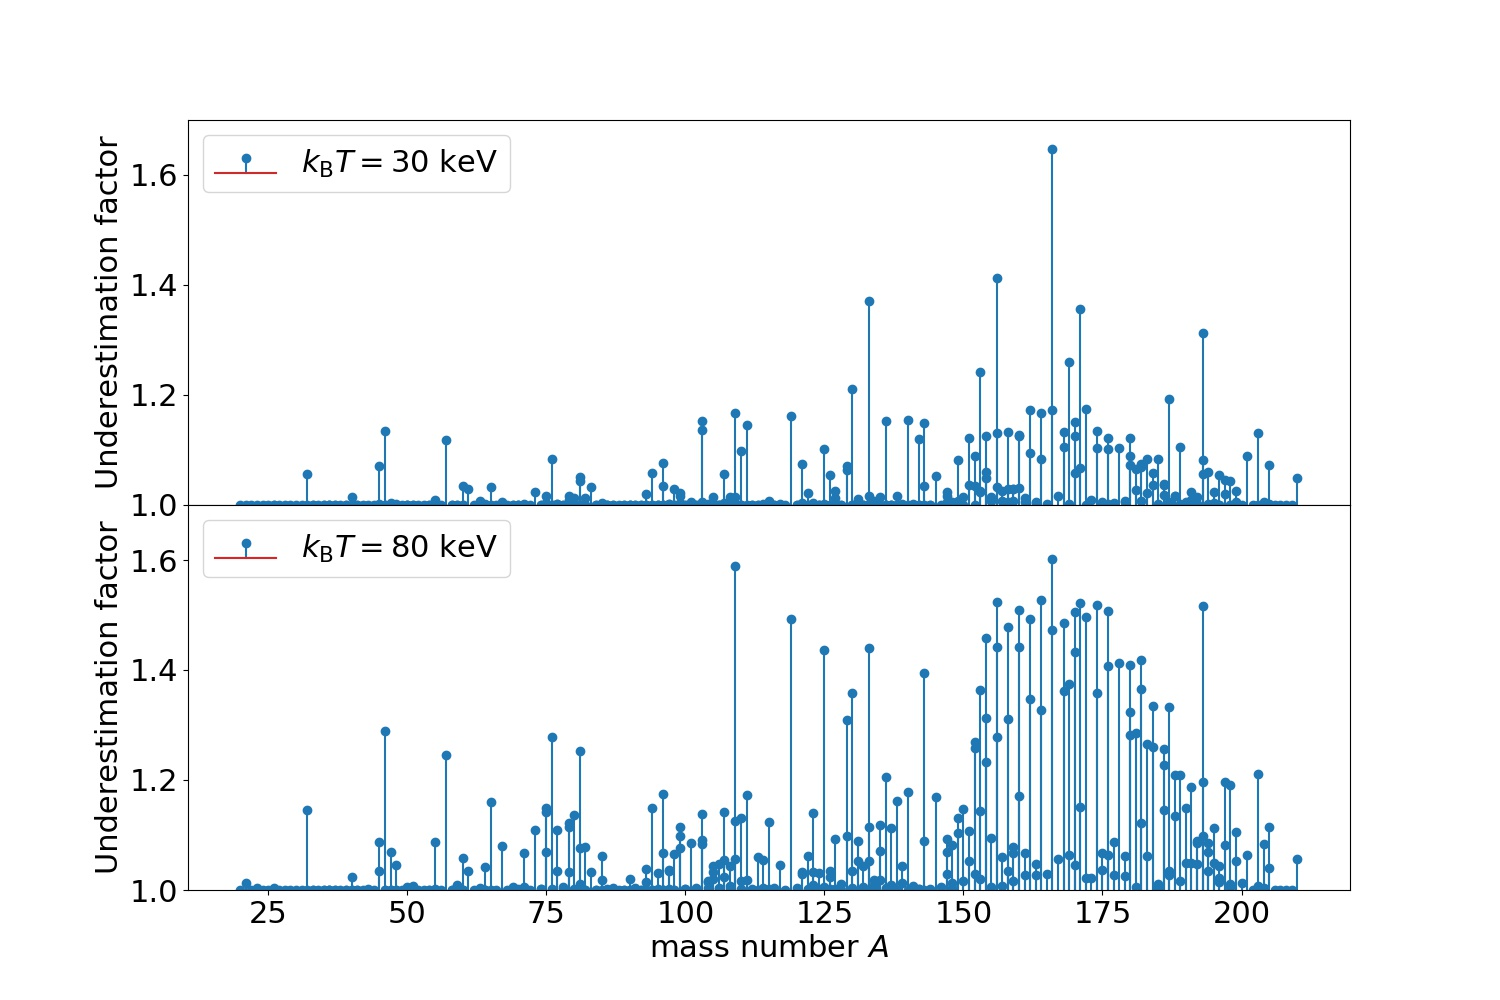 Underestimation factor
1.6
1.4
1.2
1.0
k_B T = 30 keV
Underestimation factor
1.6
1.4
1.2
1.0
k_B T = 80 keV
25 50 75 100 125 150 175 200
mass number A